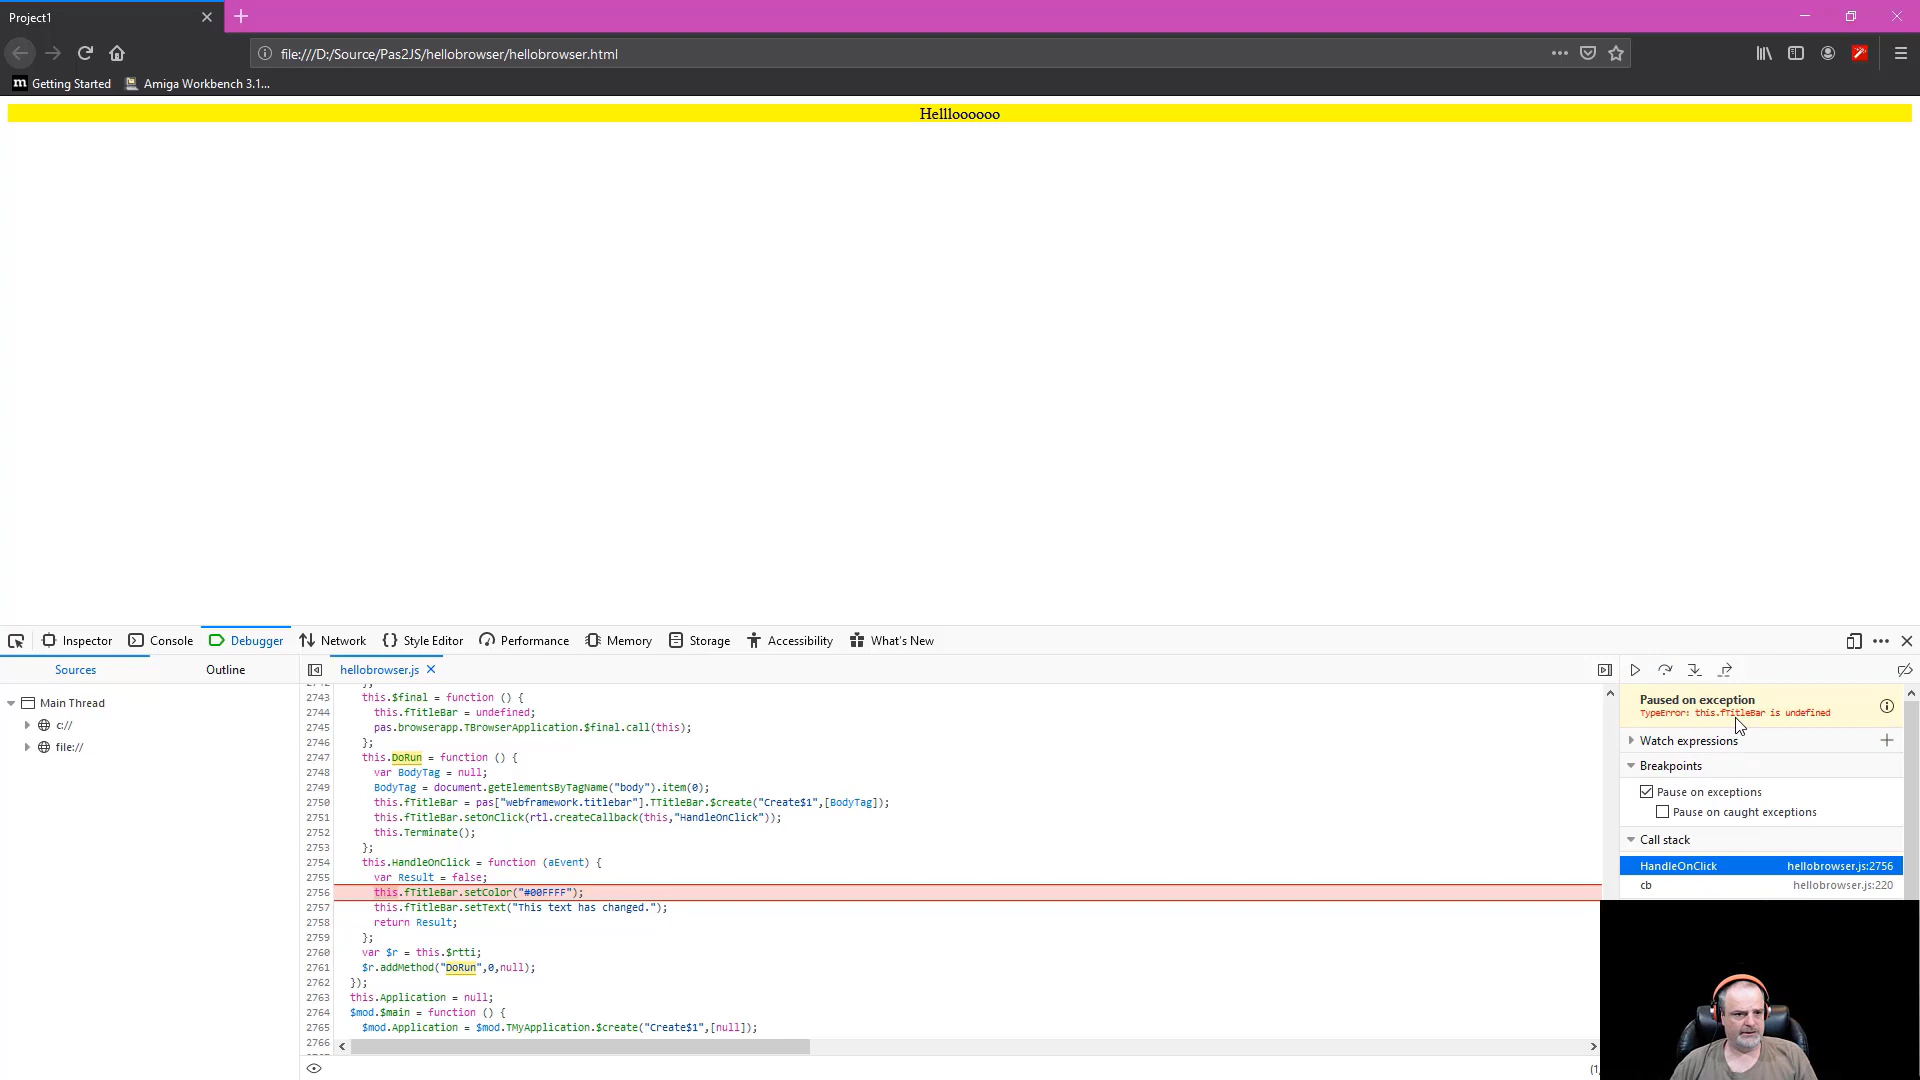 Project1
file:///D:/Source/Pas2JS/hellobrowser/hellobrowser.html
m Getting Started Amiga Workbench 3.1...
Hellloooooo
Inspector Console Debugger Network Style Editor Performance Memory Storage Accessibility What's New
Sources Outline hellobrowser.js
Main Thread
c://
file://
2743 this.$final = function () {
2744 this.fTitleBar = undefined;
2745 pas.browserapp.TBrowserApplication.$final.call(this);
2746 };
2747 this.DoRun = function () {
2748 var BodyTag = null;
2749 BodyTag = document.getElementsByTagName("body").item(0);
2750 this.fTitleBar = pas["webframework.titlebar"].TTitleBar.$create("Create$1",[BodyTag]);
2751 this.fTitleBar.setOnClick(rtl.createCallback(this,"HandleOnClick"));
2752 this.Terminate();
2753 };
2754 this.HandleOnClick = function (aEvent) {
2755 var Result = false;
2756 this.fTitleBar.setColor("#00FFFF");
2757 this.fTitleBar.setText("This text has changed.");
2758 return Result;
2759 };
2760 var $r = this.$rtti;
2761 $r.addMethod("DoRun",0,null);
2762 });
2763 this.Application = null;
2764 $mod.$main = function () {
2765 $mod.Application = $mod.TMyApplication.$create("Create$1",[null]);
2766
(1,
Paused on exception
TypeError: this.fTitleBar is undefined
Watch expressions
Breakpoints
Pause on exceptions
Pause on caught exceptions
Call stack
HandleOnClick hellobrowser.js:2756
cb hellobrowser.js:220